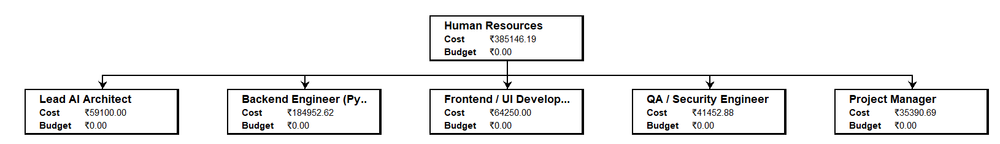 Human Resources
Cost ₹385146.19
Budget ₹0.00
Lead AI Architect
Cost ₹59100.00
Budget ₹0.00
Backend Engineer (Py..
Cost ₹184952.62
Budget ₹0.00
Frontend / UI Develop...
Cost ₹64250.00
Budget ₹0.00
QA / Security Engineer
Cost ₹41452.88
Budget ₹0.00
Project Manager
Cost ₹35390.69
Budget ₹0.00